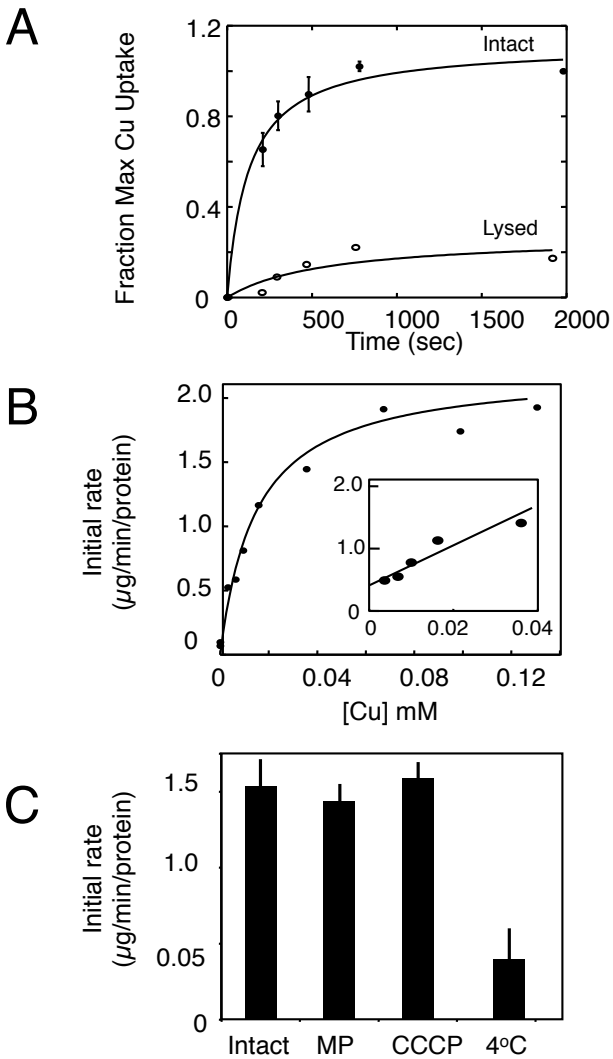 A
Fraction Max Cu Uptake
1.2
0.8
0.4
0
Intact
Lysed
0 500 1000 1500 2000
Time (sec)
B
Initial rate
(µg/min/protein)
2.0
1.5
1.0
0.5
0
2.0
1.0
0
0 0.02 0.04
0 0.04 0.08 0.12
[Cu] mM
C
Initial rate
(µg/min/protein)
1.5
1.0
0.05
0
Intact MP CCCP 4°C